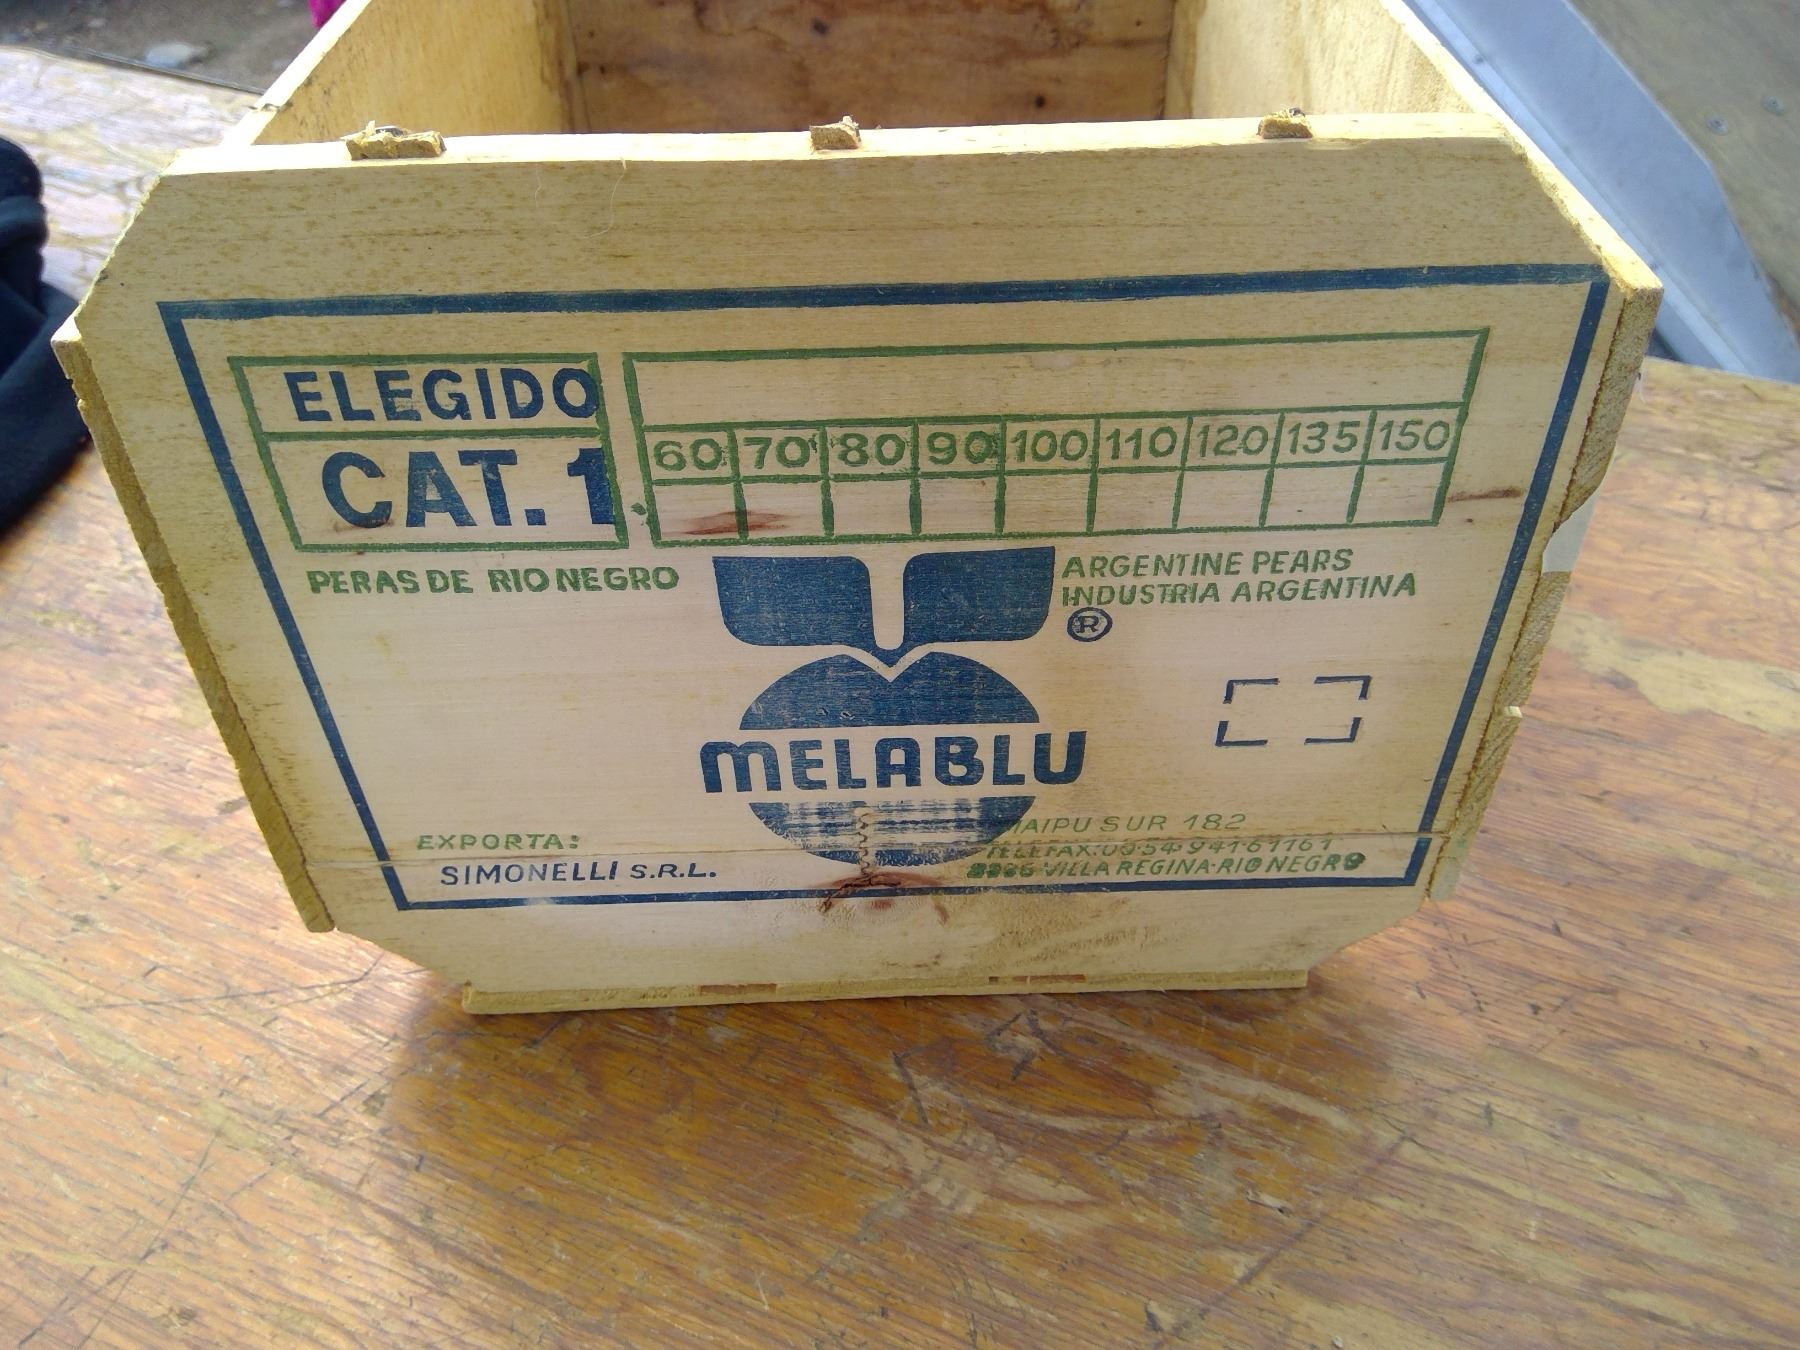 ELEGIDO
CAT. 1
60 70 80 90 100 110 120 135 150
PERAS DE RIO NEGRO
ARGENTINE PEARS
INDUSTRIA ARGENTINA
®
MELABLU
EXPORTA:
SIMONELLI S.R.L.
MAIPU SUR 182
TELEFAX:
VILLA REGINA-RIO NEGRO